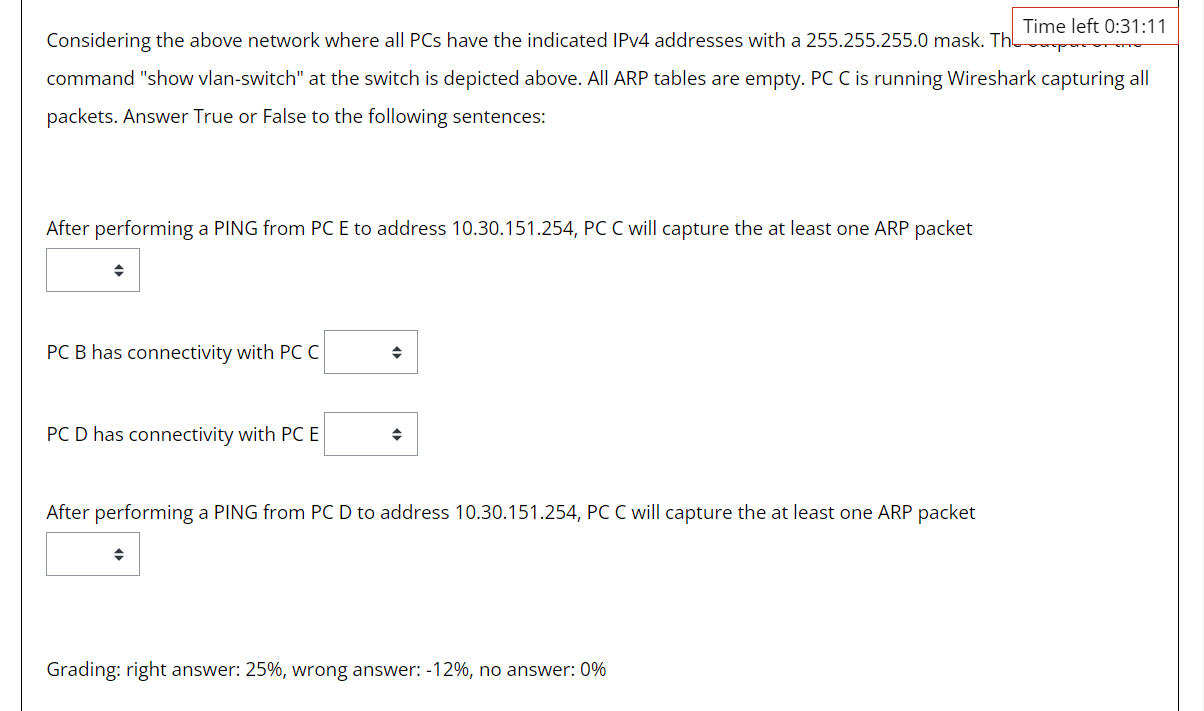 Time left 0:31:11
Considering the above network where all PCs have the indicated IPv4 addresses with a 255.255.255.0 mask. The
command "show vlan-switch" at the switch is depicted above. All ARP tables are empty. PC C is running Wireshark capturing all
packets. Answer True or False to the following sentences:
After performing a PING from PC E to address 10.30.151.254, PC C will capture the at least one ARP packet
PC B has connectivity with PC C
PC D has connectivity with PC E
After performing a PING from PC D to address 10.30.151.254, PC C will capture the at least one ARP packet
Grading: right answer: 25%, wrong answer: -12%, no answer: 0%